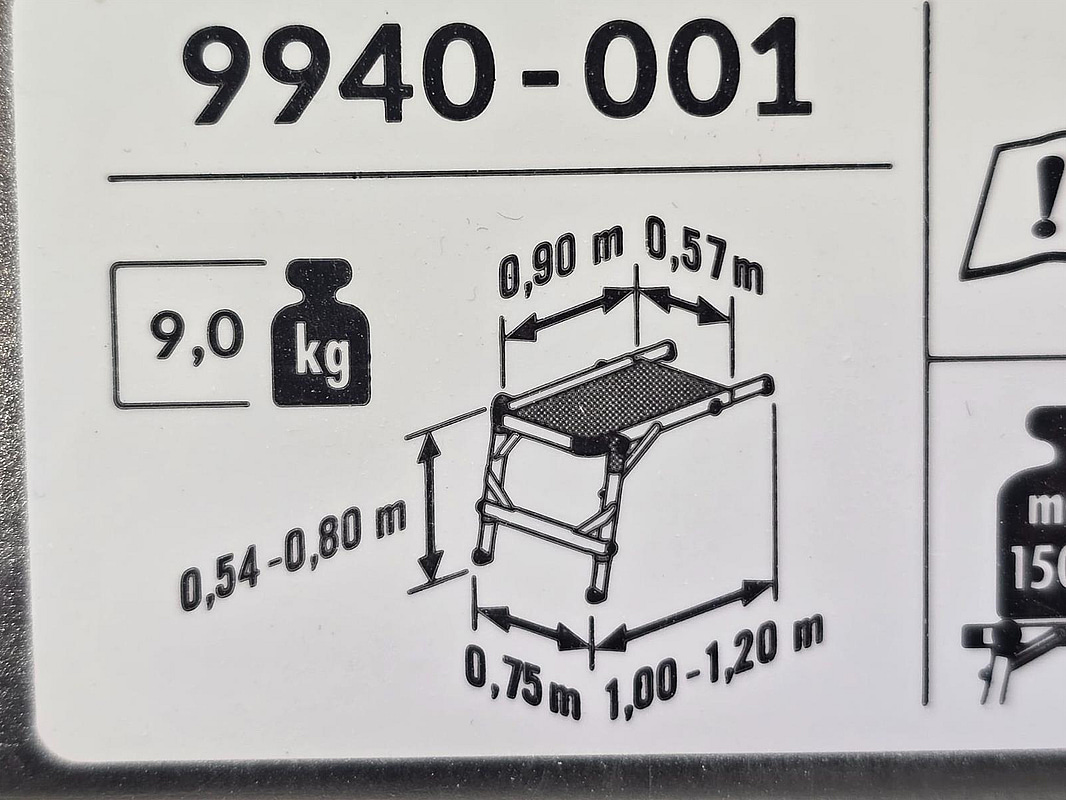 9940-001
!
0,90 m 0,57 m
9,0 kg
0,54-0,80 m
0,75 m 1,00-1,20 m